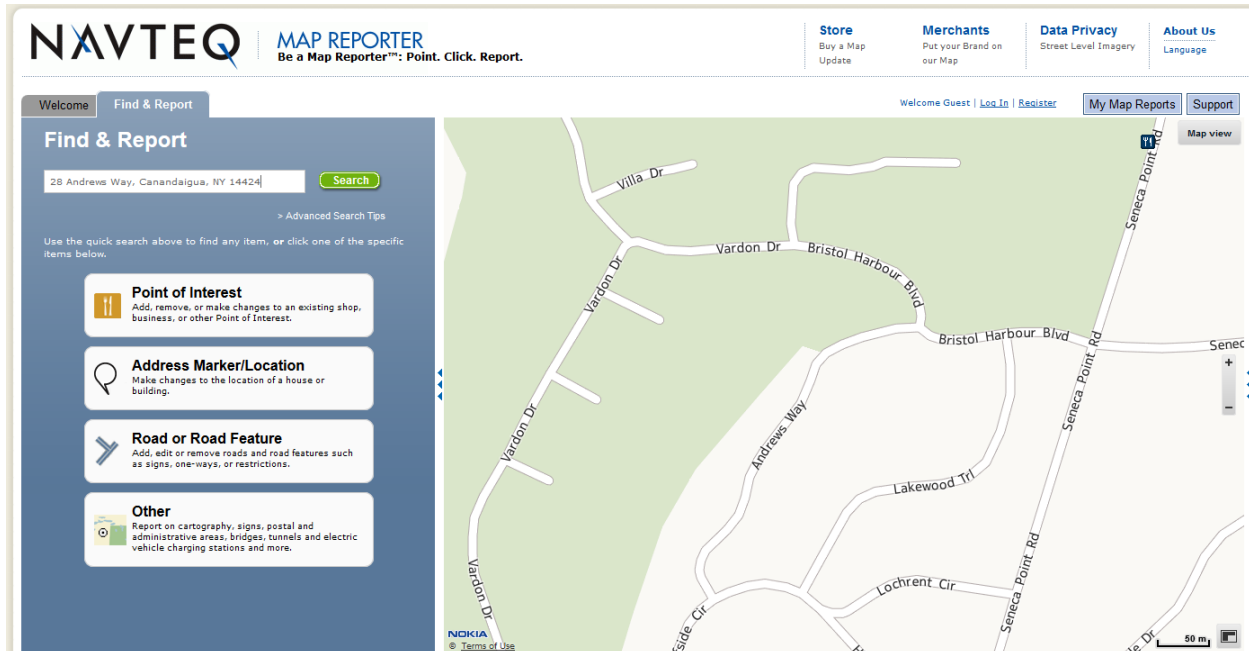 NAVTEQ
MAP REPORTER
Be a Map Reporter™: Point. Click. Report.
Store
Buy a Map
Update
Merchants
Put your Brand on
our Map
Data Privacy
Street Level Imagery
About Us
Language
Welcome
Find & Report
Welcome Guest | Log In | Register
My Map Reports
Support
Find & Report
28 Andrews Way, Canandaigua, NY 14424
Search
> Advanced Search Tips
Use the quick search above to find any item, or click one of the specific
items below.
Point of Interest
Add, remove, or make changes to an existing shop,
business, or other Point of Interest.
Address Marker/Location
Make changes to the location of a house or
building.
Road or Road Feature
Add, edit or remove roads and road features such
as signs, one-ways, or restrictions.
Other
Report on cartography, signs, postal and
administrative areas, bridges, tunnels and electric
vehicle charging stations and more.
Map view
Villa Dr
Seneca Point Rd
Vardon Dr
Bristol Harbour Blvd
Vardon Dr
Bristol Harbour Blvd
Senec
Seneca Point Rd
+
-
Vardon Dr
Andrews Way
Lakewood Trl
Seneca Point Rd
Vardon Dr
Lochrent Cir
side Cir
le Dr
NOKIA
© Terms of Use
50 m